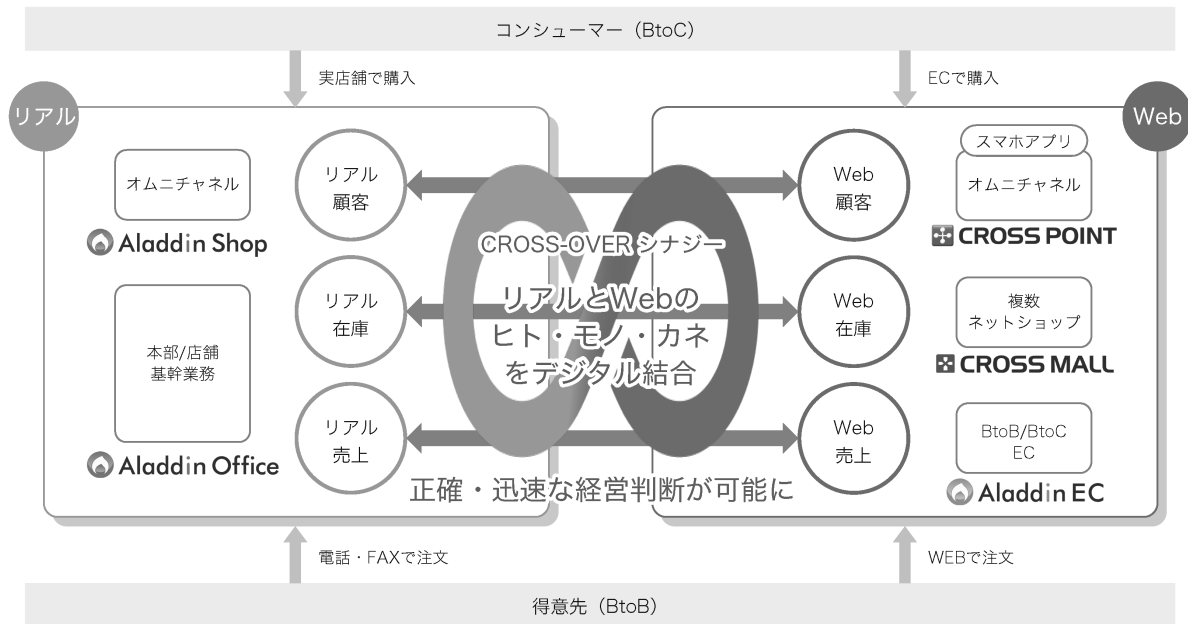 コンシューマー（BtoC）
実店舗で購入
ECで購入
リアル
Web
オムニチャネル
Aladdin Shop
本部/店舗
基幹業務
Aladdin Office
リアル
顧客
リアル
在庫
リアル
売上
CROSS-OVER シナジー
リアルとWebの
ヒト・モノ・カネ
をデジタル結合
正確・迅速な経営判断が可能に
Web
顧客
Web
在庫
Web
売上
スマホアプリ
オムニチャネル
CROSS POINT
複数
ネットショップ
CROSS MALL
BtoB/BtoC
EC
Aladdin EC
電話・FAXで注文
WEBで注文
得意先（BtoB）